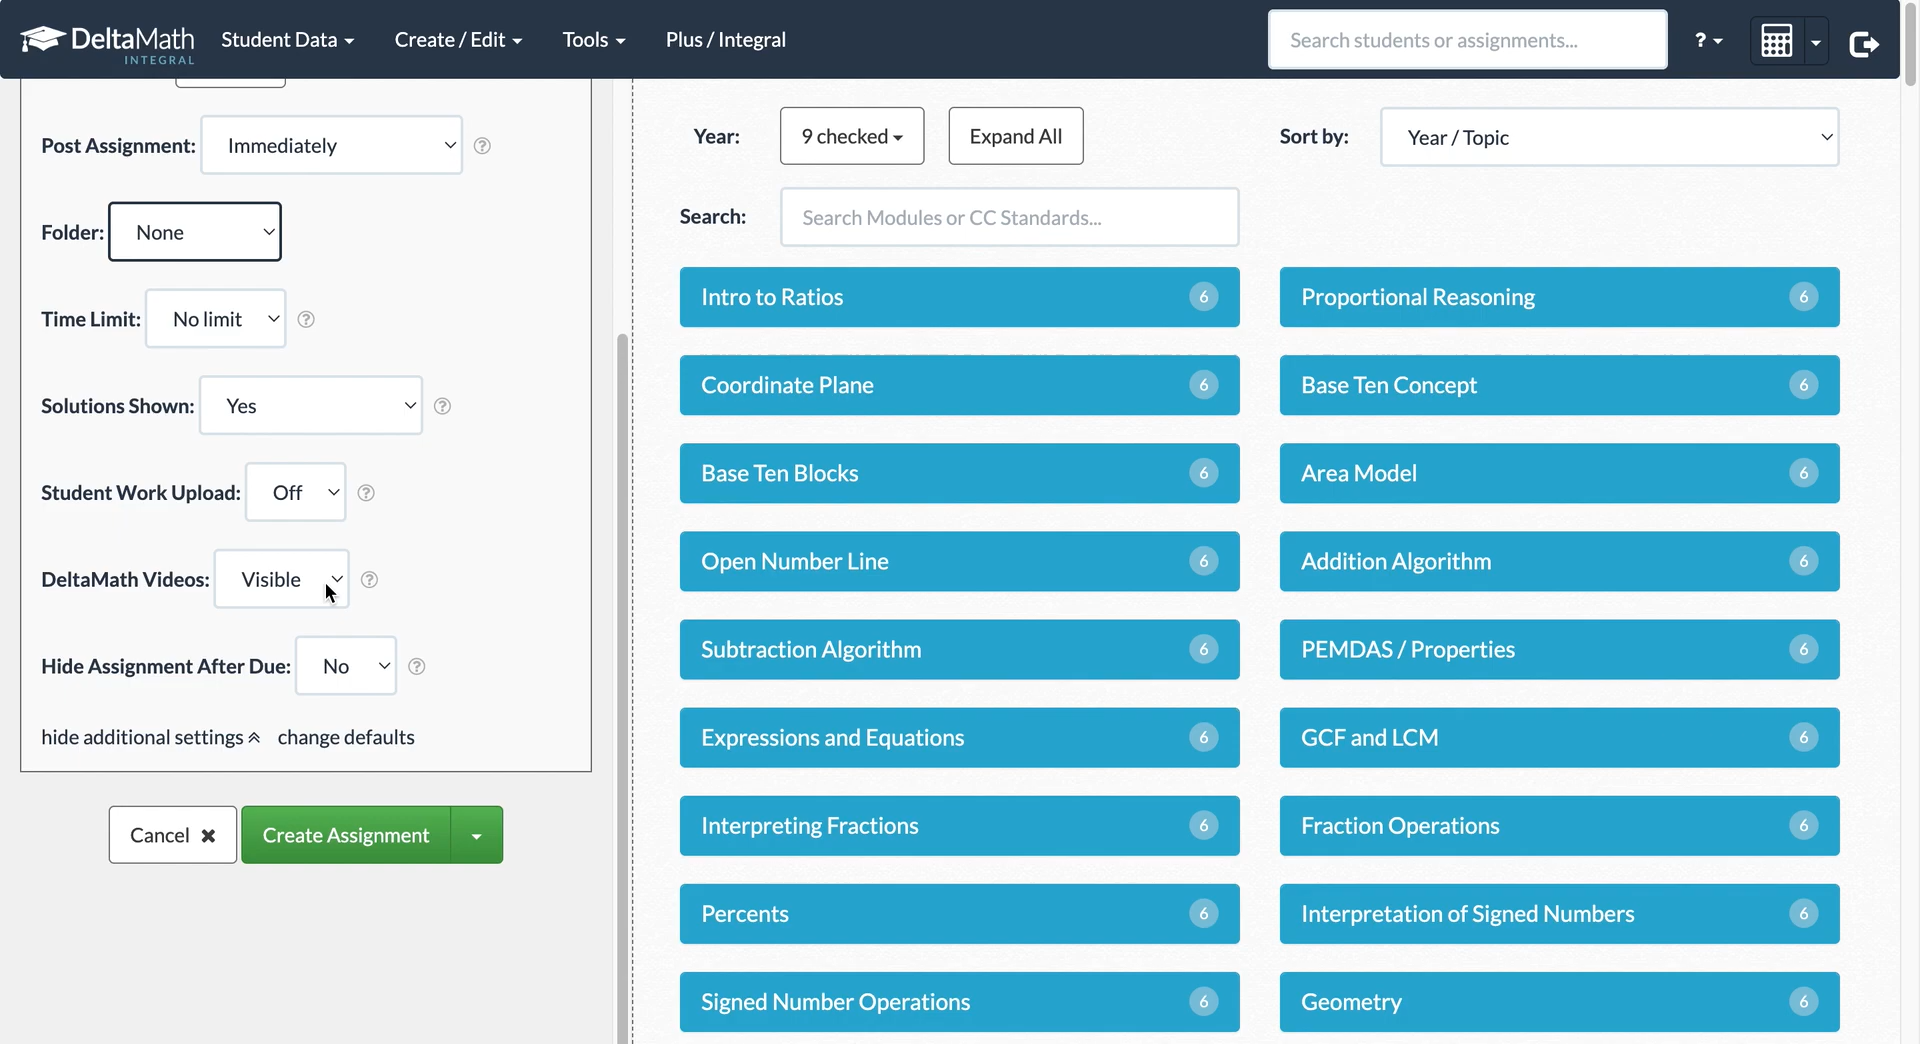 DeltaMath
INTEGRAL
Student Data
Create / Edit
Tools
Plus / Integral
Search students or assignments...
?
Post Assignment: Immediately ?
Folder: None
Time Limit: No limit ?
Solutions Shown: Yes ?
Student Work Upload: Off ?
DeltaMath Videos: Visible ?
Hide Assignment After Due: No ?
hide additional settings change defaults
Cancel ✖ Create Assignment
Year: 9 checked Expand All
Sort by: Year / Topic
Search: Search Modules or CC Standards...
Intro to Ratios 6
Proportional Reasoning 6
Coordinate Plane 6
Base Ten Concept 6
Base Ten Blocks 6
Area Model 6
Open Number Line 6
Addition Algorithm 6
Subtraction Algorithm 6
PEMDAS / Properties 6
Expressions and Equations 6
GCF and LCM 6
Interpreting Fractions 6
Fraction Operations 6
Percents 6
Interpretation of Signed Numbers 6
Signed Number Operations 6
Geometry 6